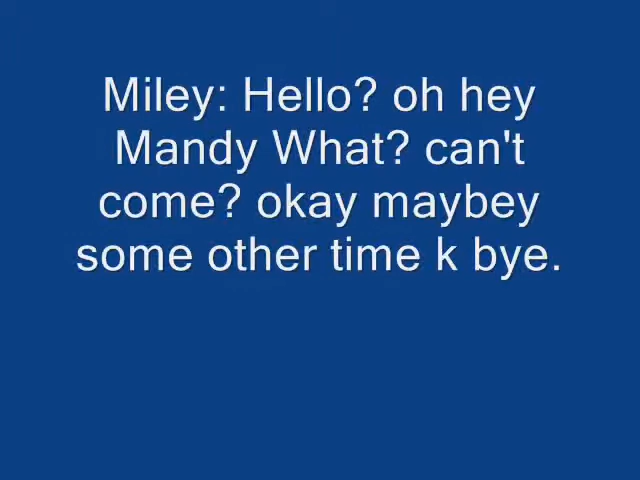 Miley: Hello? oh hey
Mandy What? can't
come? okay maybey
some other time k bye.